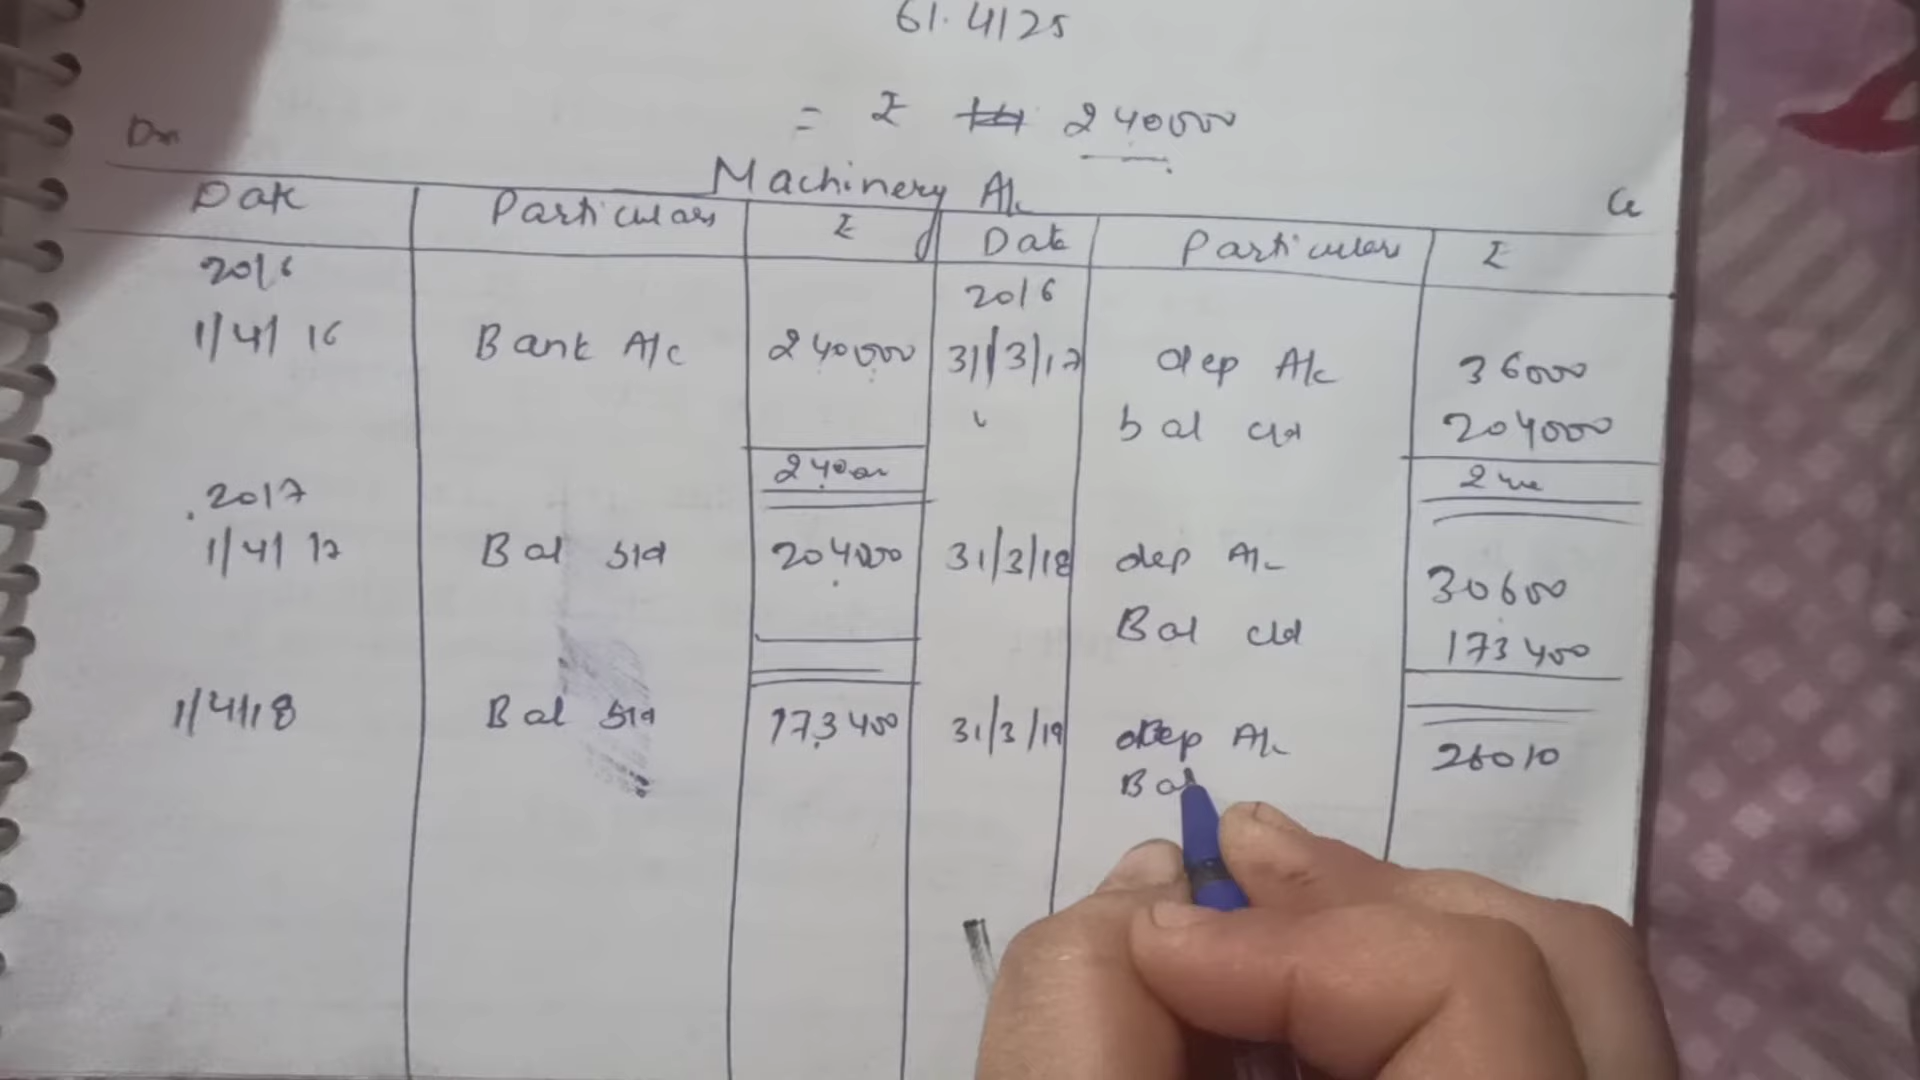 61.4125
= ₹ 240000
Dr
Machinery A/c
Cr
Date Particulars ₹ Date Particulars ₹
2016 2016
1/4/16 Bank A/c 240000 31/3/17 dep A/c 36000
bal c/d 204000
2017
1/4/17 Bal b/d 204000 31/3/18 dep A/c 30600
Bal c/d 173400
1/4/18 Bal b/d 173400 31/3/19 dep A/c 26010
Bal